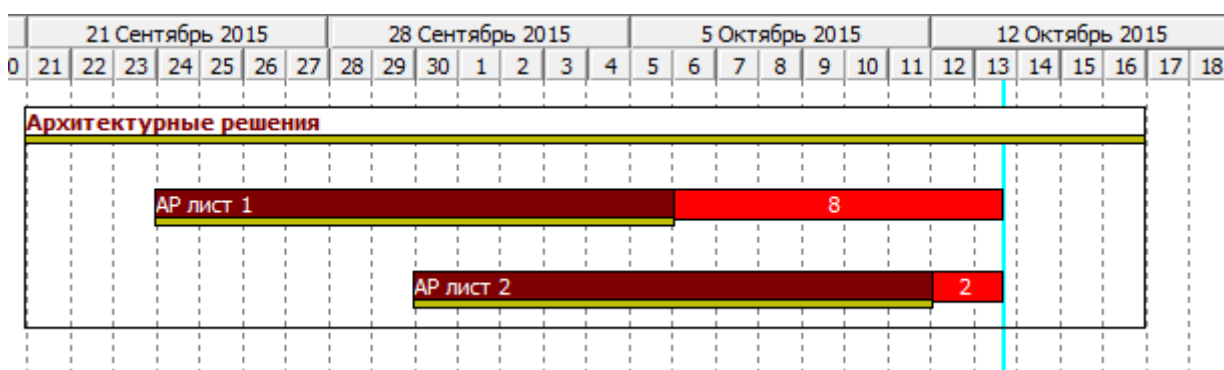 21 Сентябрь 2015 28 Сентябрь 2015 5 Октябрь 2015 12 Октябрь 2015
0 21 22 23 24 25 26 27 28 29 30 1 2 3 4 5 6 7 8 9 10 11 12 13 14 15 16 17 18
Архитектурные решения
АР лист 1 8
АР лист 2 2